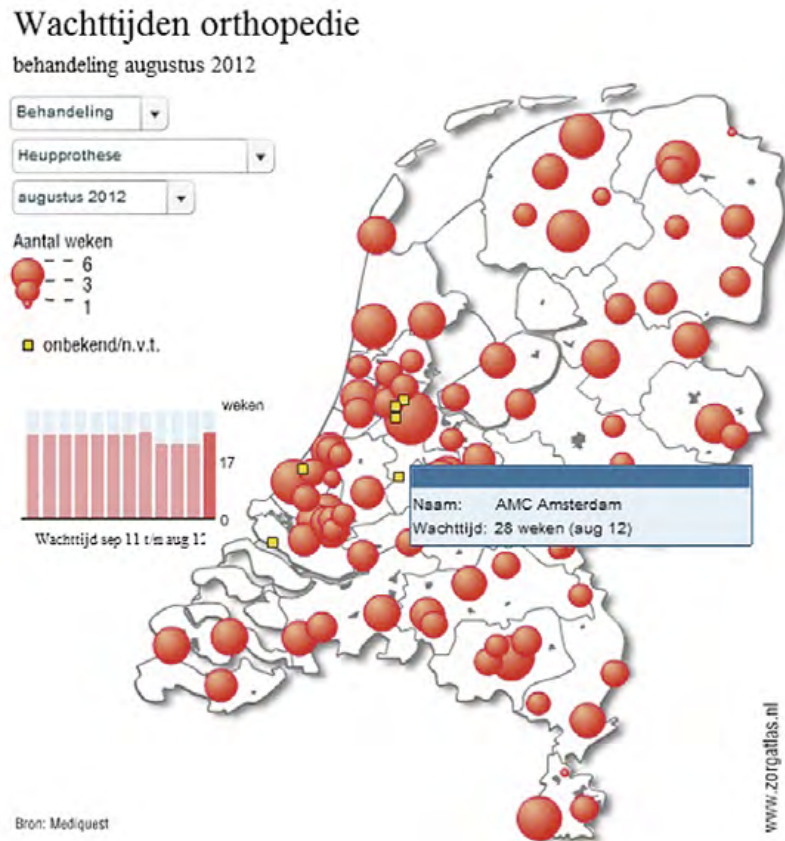 Wachttijden orthopedie
behandeling augustus 2012
Behandeling
Heupprothese
augustus 2012
Aantal weken
6
3
1
onbekend/n.v.t.
weken
17
0
Wachttijd sep 11 t/m aug 12
Naam: AMC Amsterdam
Wachttijd: 28 weken (aug 12)
Bron: Mediquest
www.zorgatlas.nl